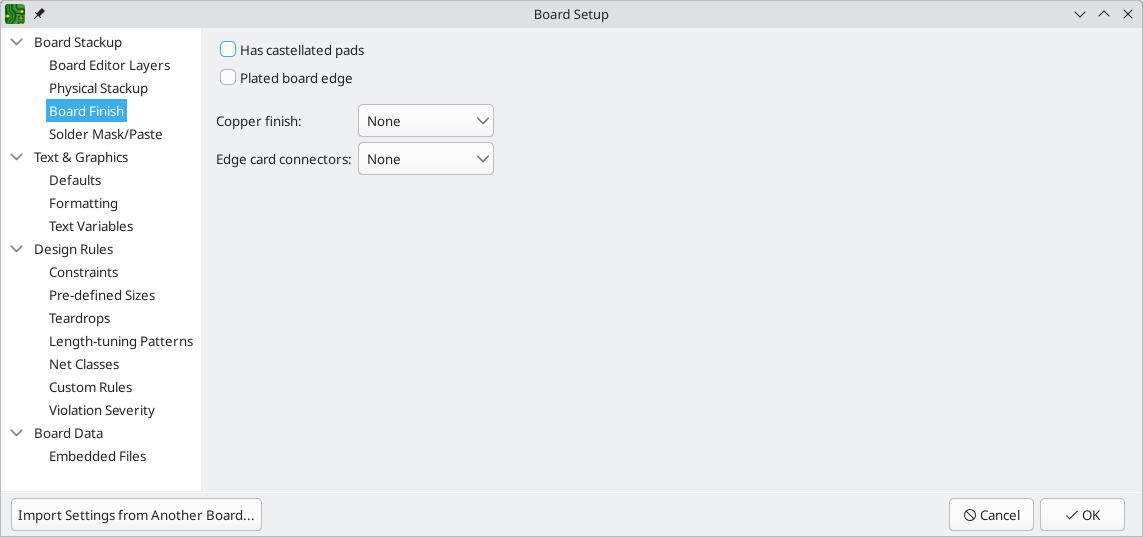 Board Setup
Board Stackup
Board Editor Layers
Physical Stackup
Board Finish
Solder Mask/Paste
Text & Graphics
Defaults
Formatting
Text Variables
Design Rules
Constraints
Pre-defined Sizes
Teardrops
Length-tuning Patterns
Net Classes
Custom Rules
Violation Severity
Board Data
Embedded Files
Has castellated pads
Plated board edge
Copper finish: None
Edge card connectors: None
Import Settings from Another Board... Cancel OK